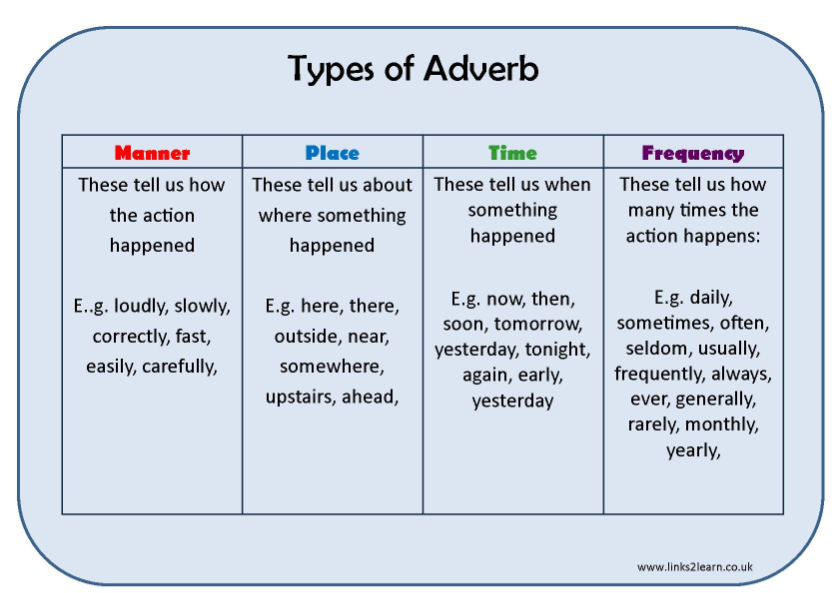 Types of Adverb
Manner
These tell us how
the action
happened
E..g. loudly, slowly,
correctly, fast,
easily, carefully,
Place
These tell us about
where something
happened
E.g. here, there,
outside, near,
somewhere,
upstairs, ahead,
Time
These tell us when
something
happened
E.g. now, then,
soon, tomorrow,
yesterday, tonight,
again, early,
yesterday
Frequency
These tell us how
many times the
action happens:
E.g. daily,
sometimes, often,
seldom, usually,
frequently, always,
ever, generally,
rarely, monthly,
yearly,
www.links2learn.co.uk